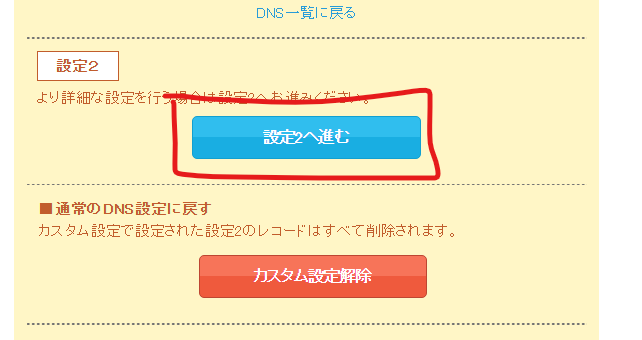 DNS一覧に戻る
設定2
より詳細な設定を行う場合は設定2へお進みください。
設定2へ進む
■通常のDNS設定に戻す
カスタム設定で設定された設定2のレコードはすべて削除されます。
カスタム設定解除